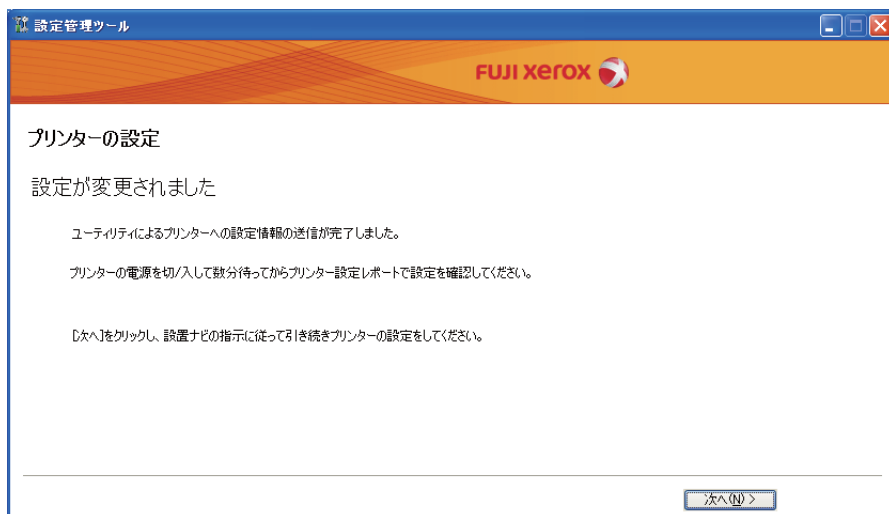 設定管理ツール
FUJI xerox
プリンターの設定
設定が変更されました
ユーティリティによるプリンターへの設定情報の送信が完了しました。
プリンターの電源を切/入して数分待ってからプリンター設定レポートで設定を確認してください。
[次へ]をクリックし、設置ナビの指示に従って引き続きプリンターの設定をしてください。
次へ(N) >